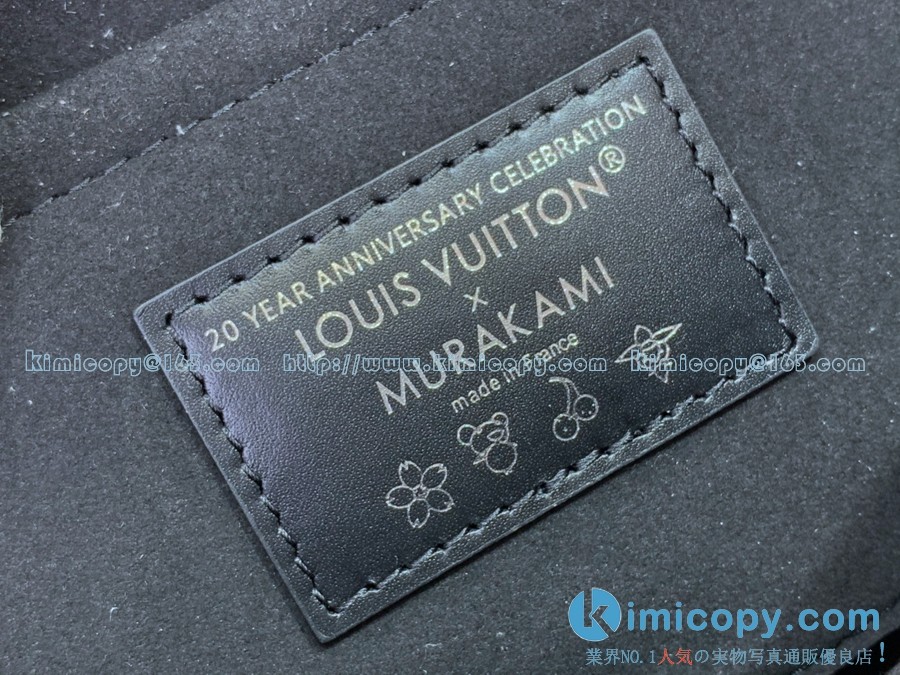 20 YEAR ANNIVERSARY CELEBRATION
LOUIS VUITTON®
×
MURAKAMI
made in France
Kimicopy@163.com http://www.kimicopy.com Kimicopy@163.com
Kimicopy.com
業界NO.1人気の実物写真通販優良店!